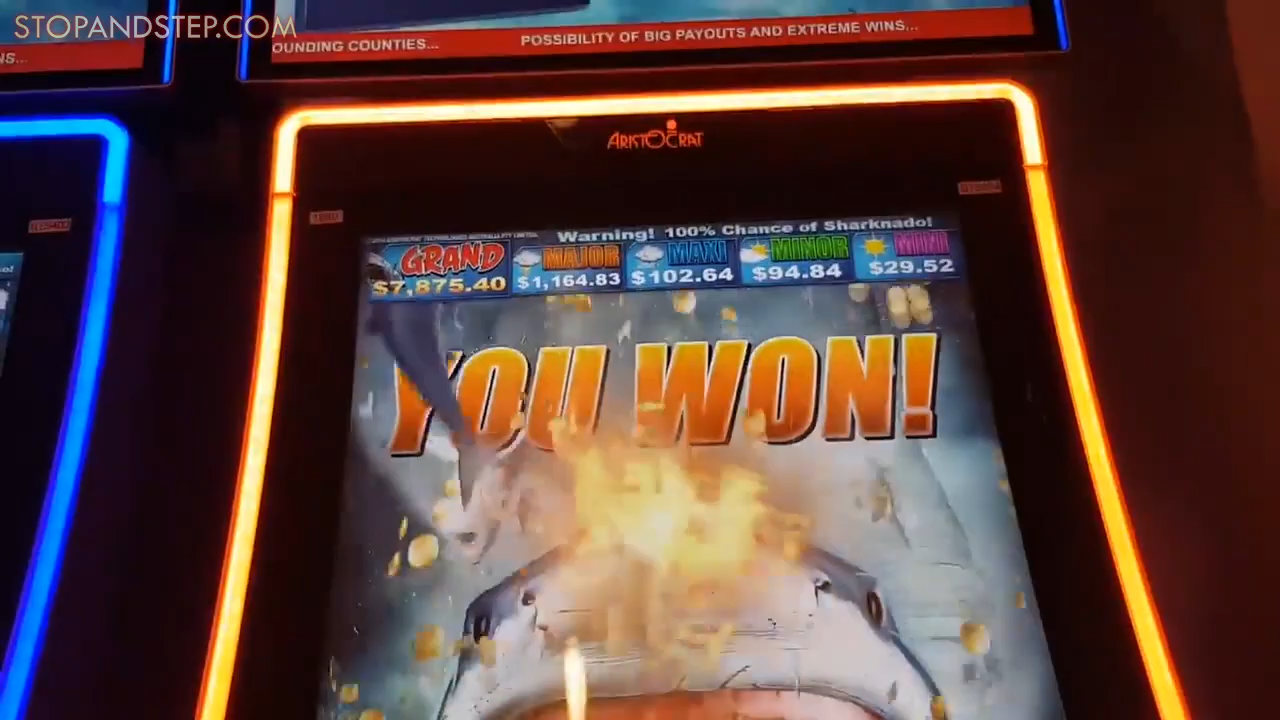 STOPANDSTEP.COM
OUNDING COUNTIES... POSSIBILITY OF BIG PAYOUTS AND EXTREME WINS...
ARISTOCRAT
Warning! 100% Chance of Sharknado!
GRAND MAJOR MAXI MINOR MINI
$7,875.40 $1,164.83 $102.64 $94.84 $29.52
YOU WON!